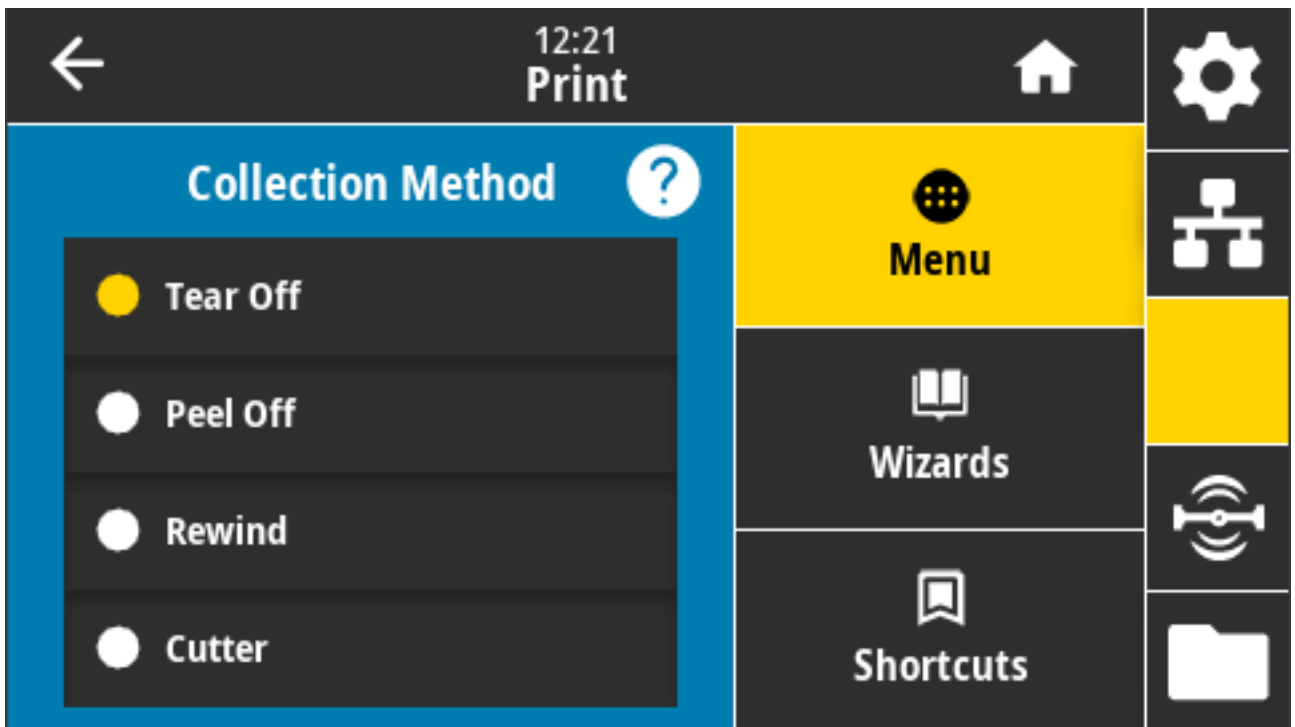 12:21
Print
Collection Method
?
Tear Off
Peel Off
Rewind
Cutter
Menu
Wizards
Shortcuts